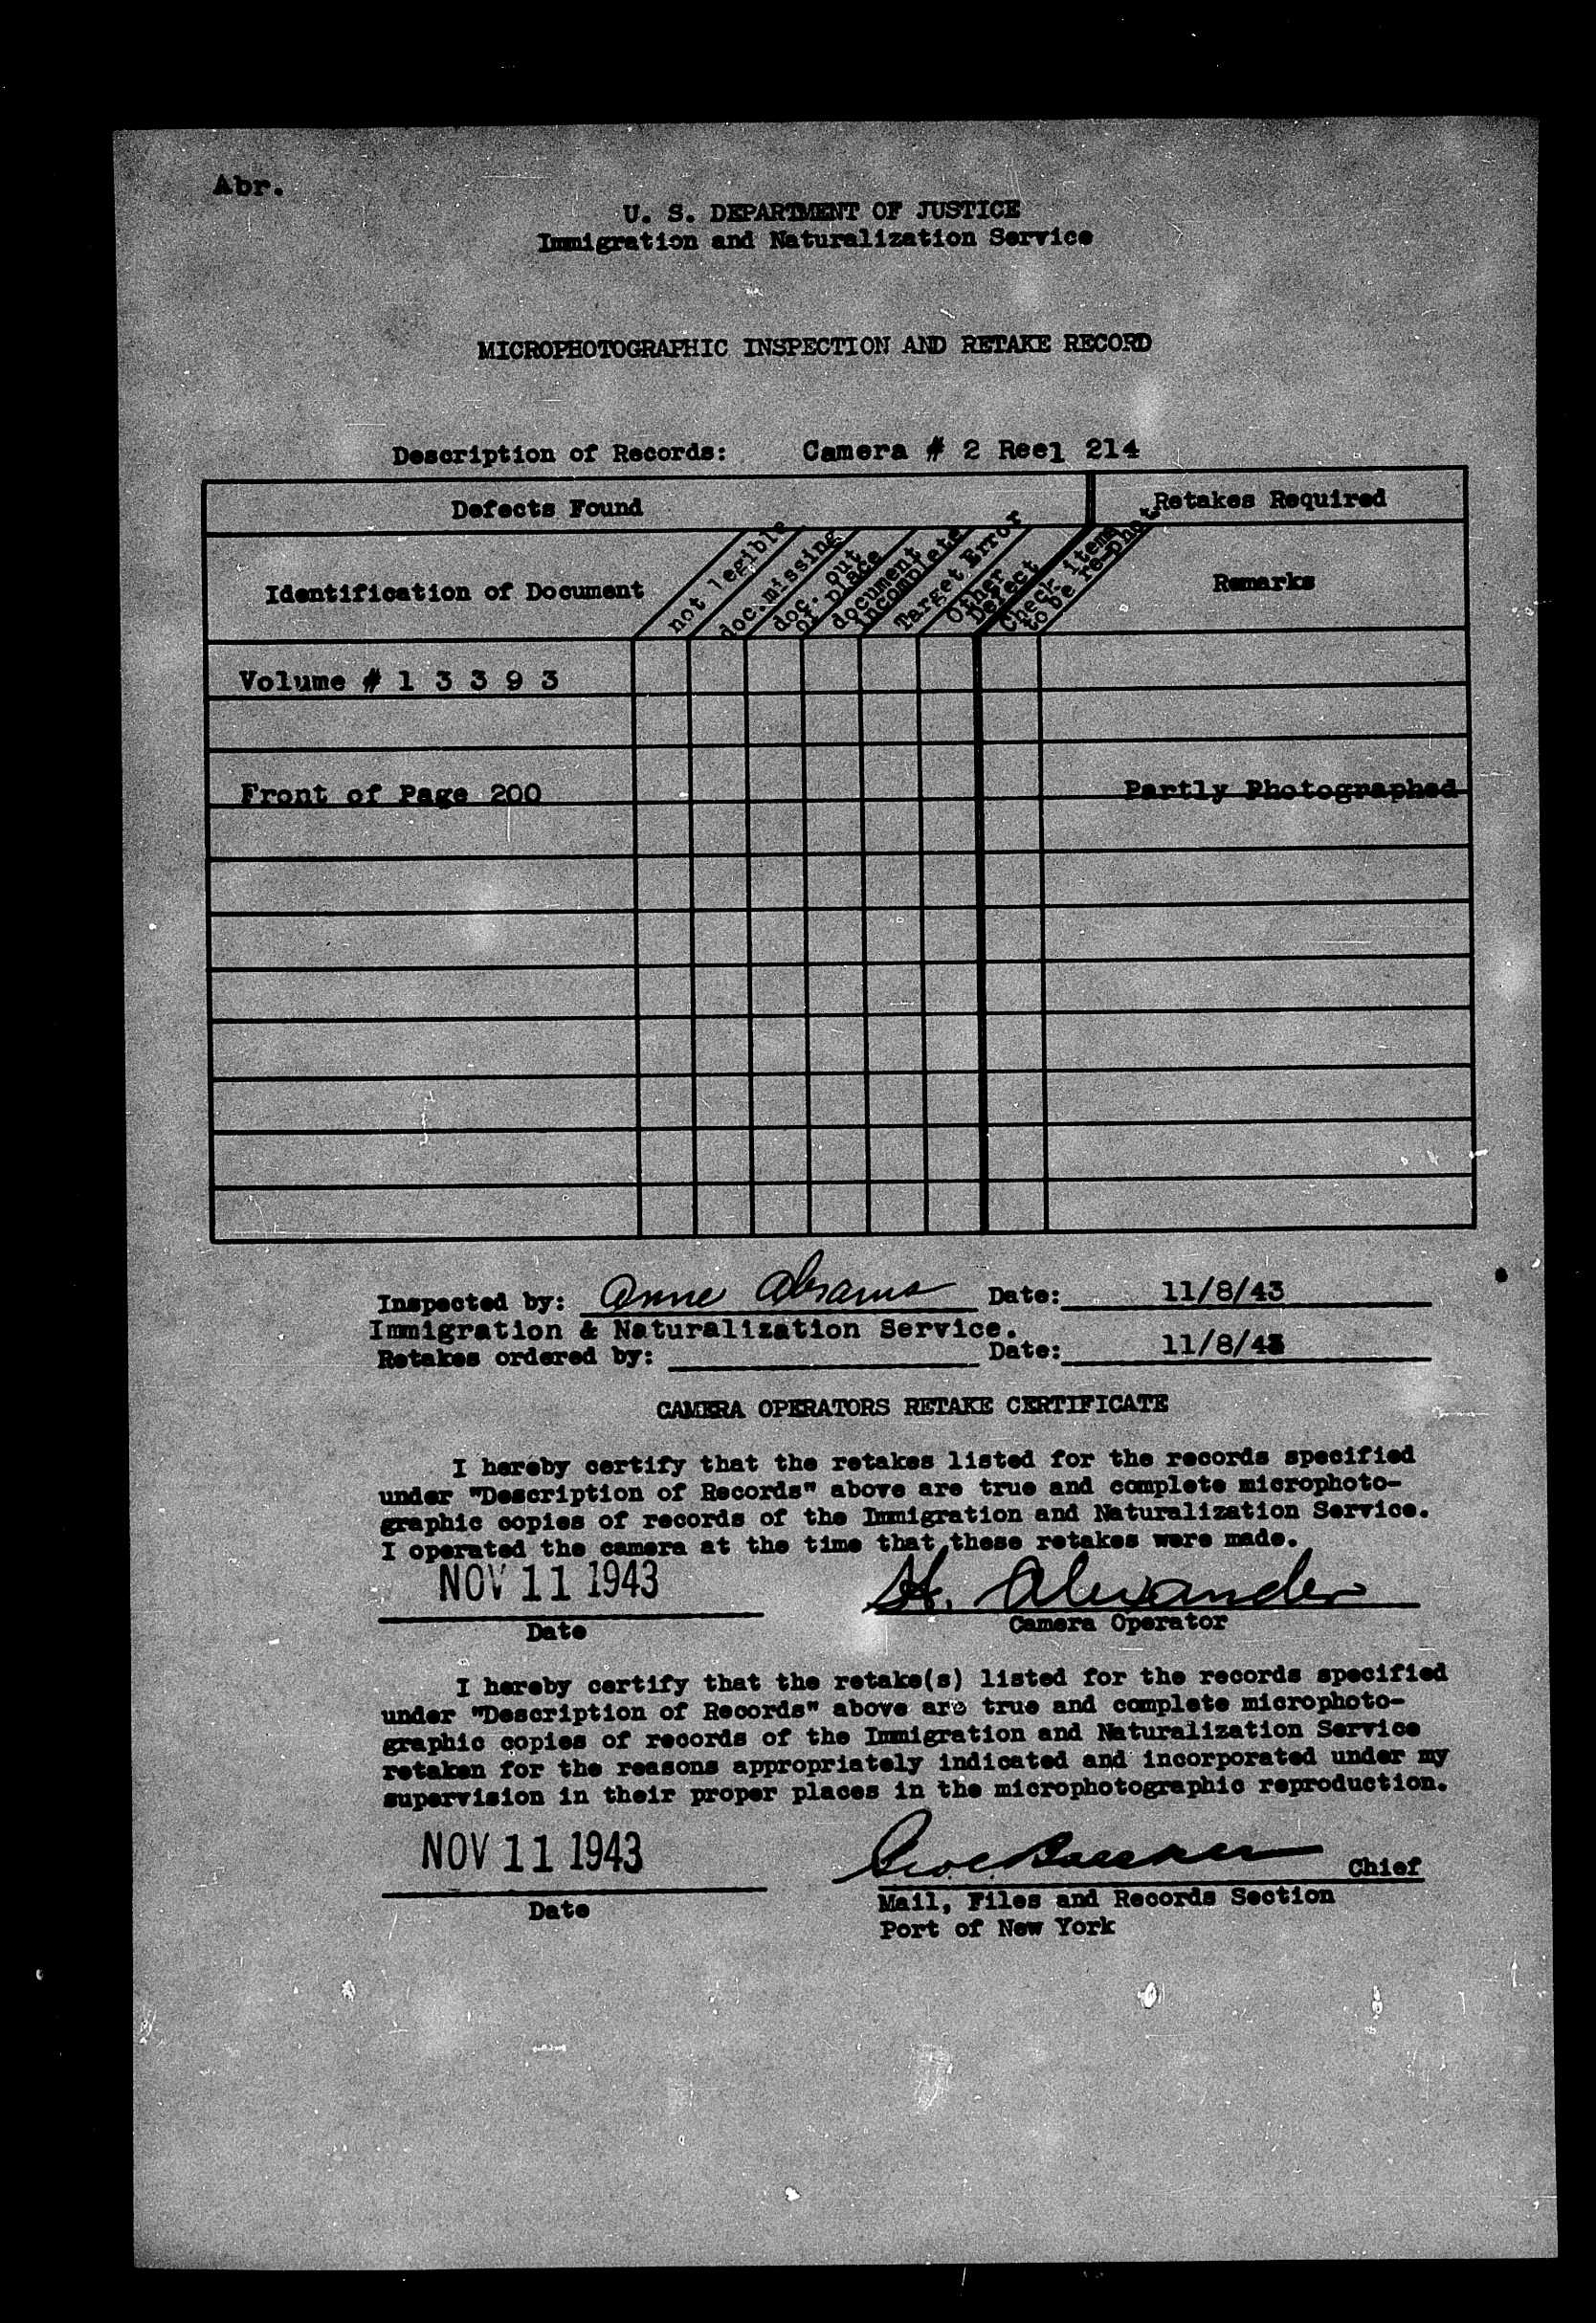 Abr.
U. S. DEPARTMENT OF JUSTICE
Immigration and Naturalization Service
MICROPHOTOGRAPHIC INSPECTION AND RETAKE RECORD
Description of Records: Camera # 2 Reel 214
Defects Found
Retakes Required
Identification of Document
not legible
doc. missing
doc. out
of place
document
incomplete
Target Error
Other
Defect
Check items
to be re-phot.
Remarks
Volume # 1 3 3 9 3
Front of Page 200 Partly Photographed
Inspected by: Anne Abrams Date: 11/8/43
Immigration & Naturalization Service.
Retakes ordered by: Date: 11/8/43
CAMERA OPERATORS RETAKE CERTIFICATE
I hereby certify that the retakes listed for the records specified
under "Description of Records" above are true and complete microphoto-
graphic copies of records of the Immigration and Naturalization Service.
I operated the camera at the time that these retakes were made.
NOV 11 1943 H. Alexander
Date Camera Operator
I hereby certify that the retake(s) listed for the records specified
under "Description of Records" above are true and complete microphoto-
graphic copies of records of the Immigration and Naturalization Service
retaken for the reasons appropriately indicated and incorporated under my
supervision in their proper places in the microphotographic reproduction.
NOV 11 1943 Chief
Date Mail, Files and Records Section
Port of New York